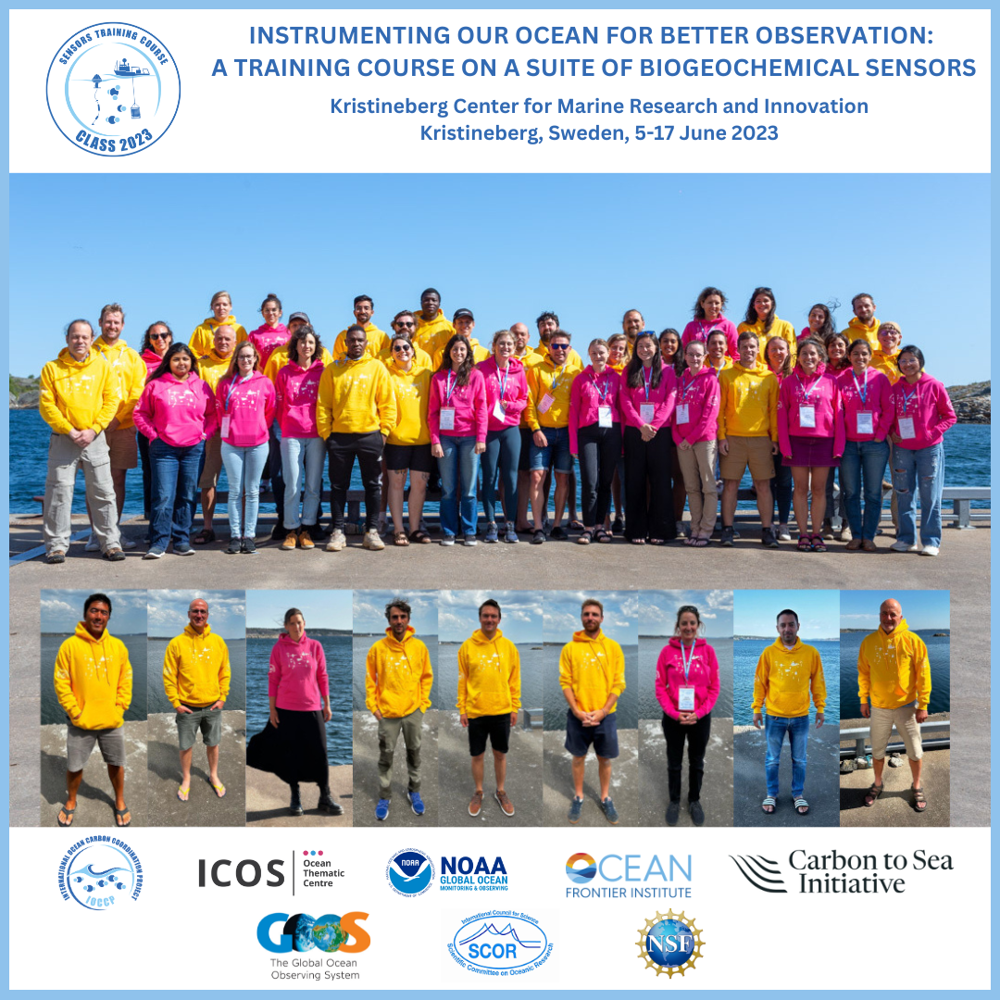 SENSORS TRAINING COURSE
CLASS 2023
INSTRUMENTING OUR OCEAN FOR BETTER OBSERVATION:
A TRAINING COURSE ON A SUITE OF BIOGEOCHEMICAL SENSORS
Kristineberg Center for Marine Research and Innovation
Kristineberg, Sweden, 5-17 June 2023
INTERNATIONAL OCEAN CARBON COORDINATION PROJECT
IOCCP
ICOS
Ocean
Thematic
Centre
NOAA
NOAA
GLOBAL OCEAN
MONITORING & OBSERVING
OCEAN
FRONTIER INSTITUTE
Carbon to Sea
Initiative
GOOS
The Global Ocean
Observing System
International Council for Science
SCOR
Scientific Committee on Oceanic Research
NSF